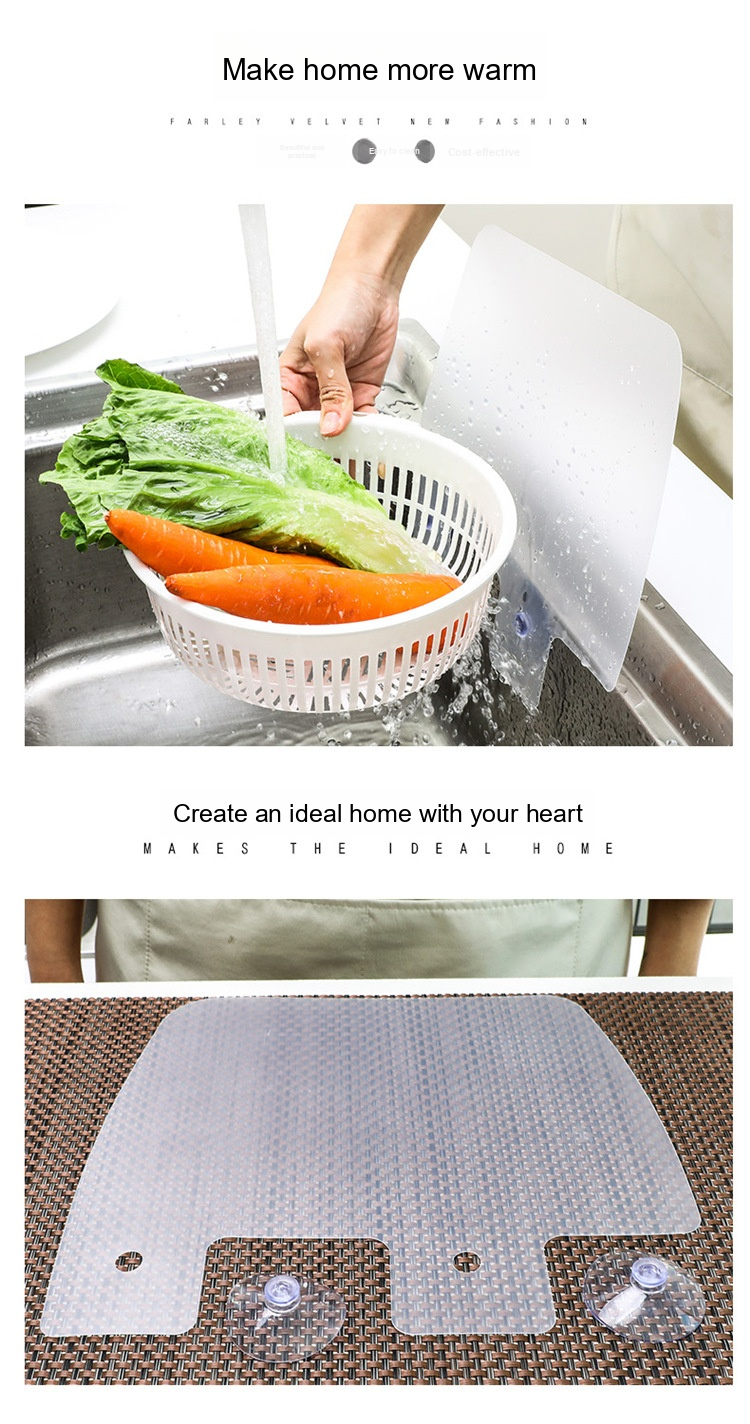 Make home more warm
FARLEY VELVET NEW FASHION
Easy to clean
Cost-effective
Create an ideal home with your heart
MAKES THE IDEAL HOME